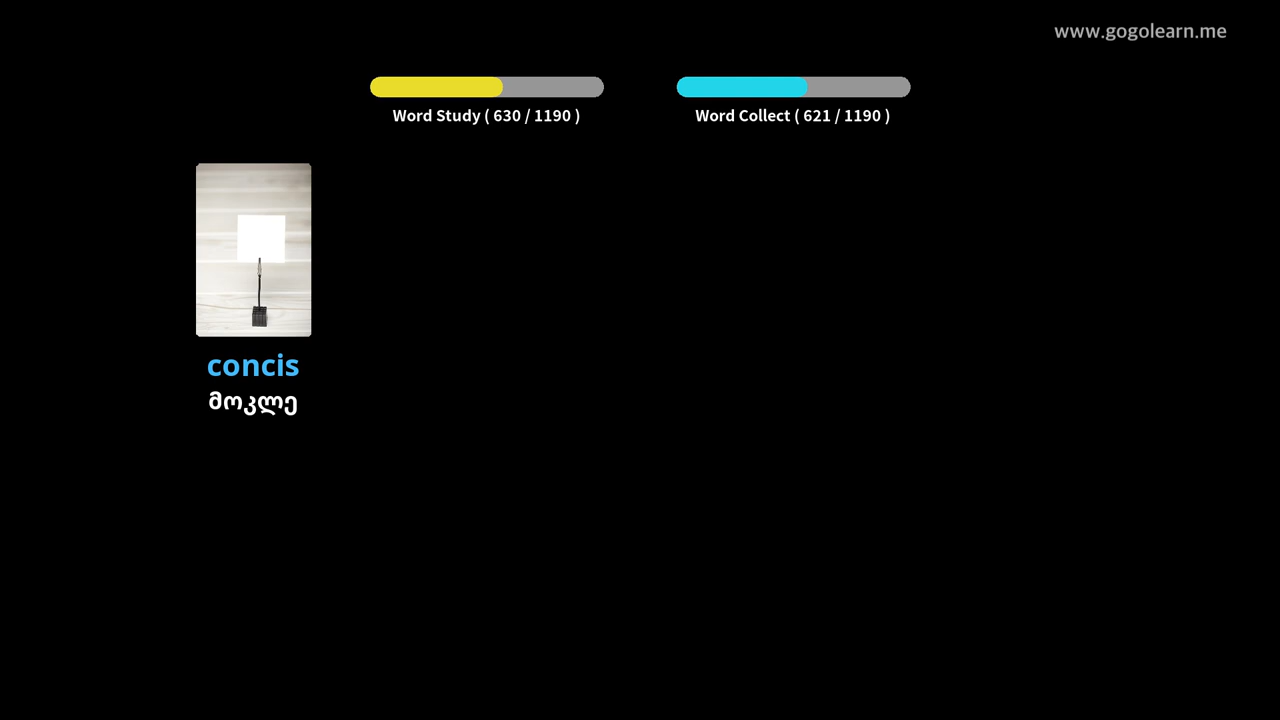 www.gogolearn.me
Word Study ( 630 / 1190 )
Word Collect ( 621 / 1190 )
concis
მოკლე